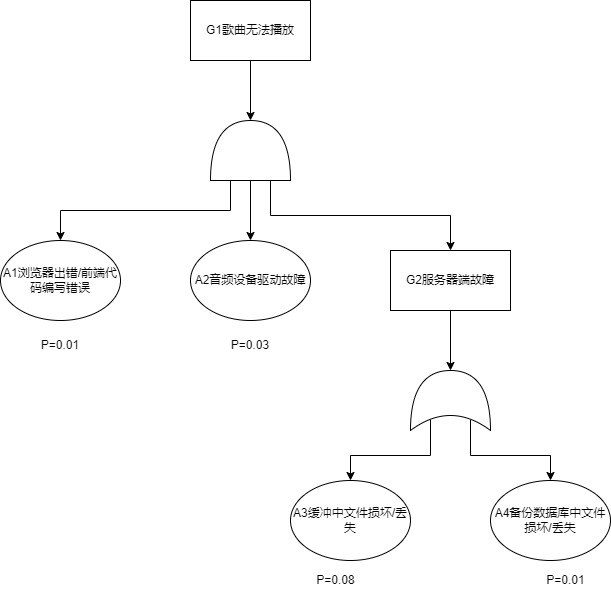 G1歌曲无法播放
A1浏览器出错/前端代
码编写错误
A2音频设备驱动故障
G2服务器端故障
P=0.01
P=0.03
A3缓冲中文件损坏/丢
失
A4备份数据库中文件
损坏/丢失
P=0.08
P=0.01